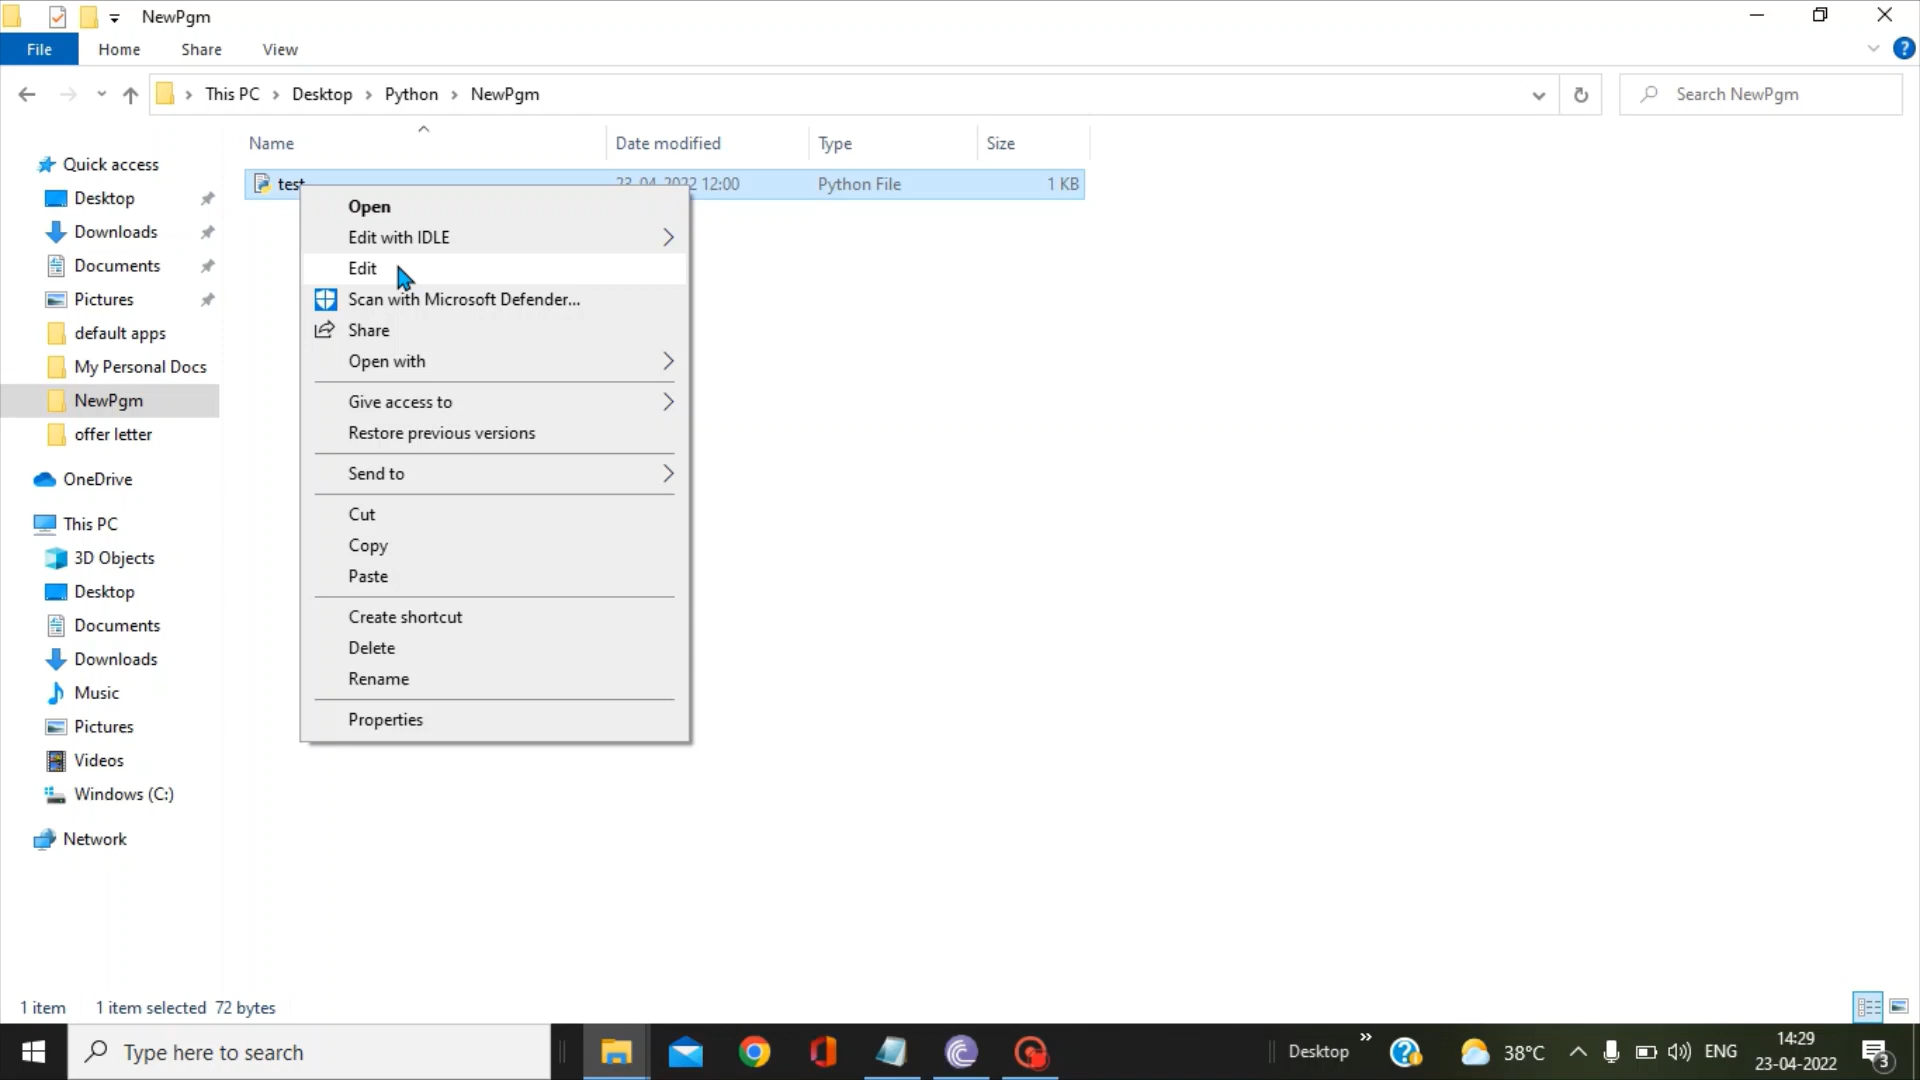 NewPgm
File Home Share View
This PC Desktop Python NewPgm
Search NewPgm
Name Date modified Type Size
test 23-04-2022 12:00 Python File 1 KB
Quick access
Desktop
Downloads
Documents
Pictures
default apps
My Personal Docs
NewPgm
offer letter
OneDrive
This PC
3D Objects
Desktop
Documents
Downloads
Music
Pictures
Videos
Windows (C:)
Network
Open
Edit with IDLE
Edit
Scan with Microsoft Defender...
Share
Open with
Give access to
Restore previous versions
Send to
Cut
Copy
Paste
Create shortcut
Delete
Rename
Properties
1 item 1 item selected 72 bytes
Type here to search
Desktop
38°C
ENG
14:29
23-04-2022
3